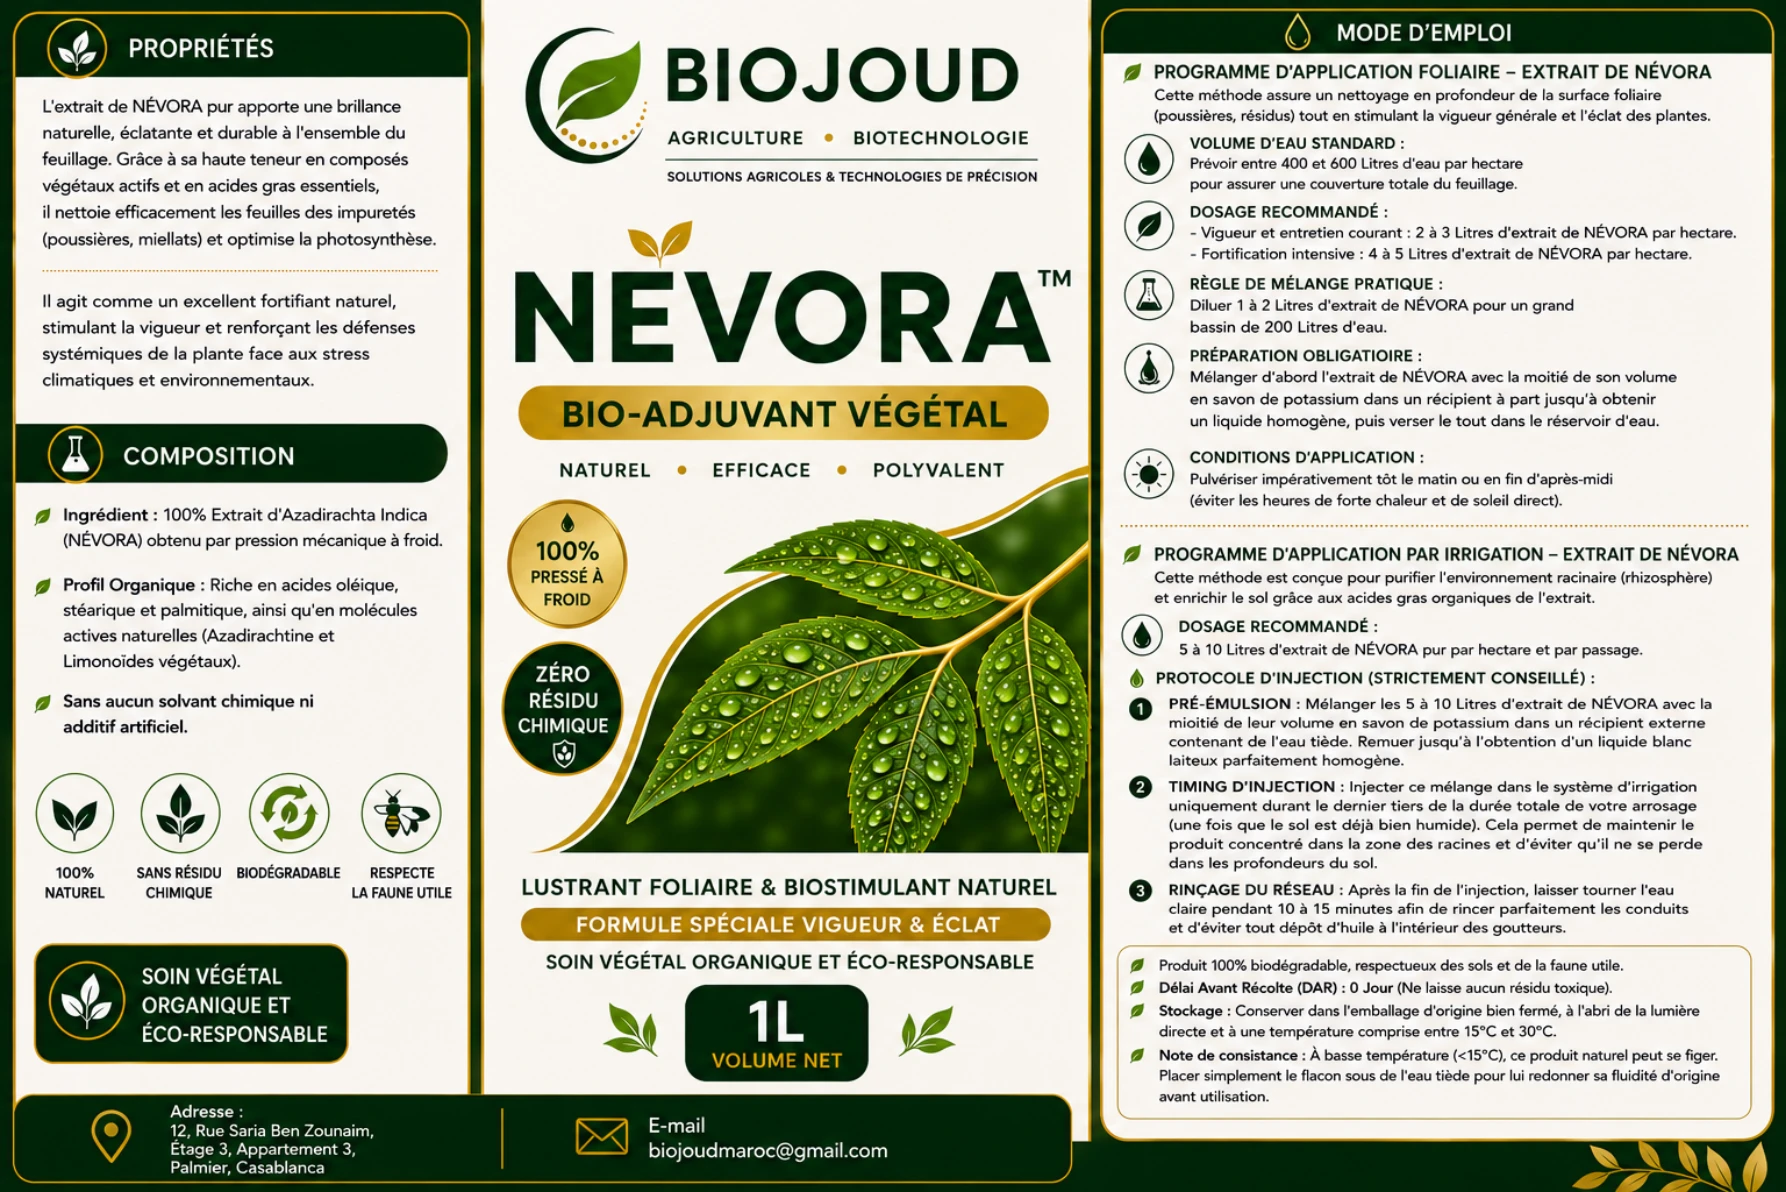 PROPRIÉTÉS
L'extrait de NÉVORA pur apporte une brillance
naturelle, éclatante et durable à l'ensemble du
feuillage. Grâce à sa haute teneur en composés
végétaux actifs et en acides gras essentiels,
il nettoie efficacement les feuilles des impuretés
(poussières, miellats) et optimise la photosynthèse.
Il agit comme un excellent fortifiant naturel,
stimulant la vigueur et renforçant les défenses
systémiques de la plante face aux stress
climatiques et environnementaux.
COMPOSITION
Ingrédient : 100% Extrait d'Azadirachta Indica
(NÉVORA) obtenu par pression mécanique à froid.
Profil Organique : Riche en acides oléique,
stéarique et palmitique, ainsi qu'en molécules
actives naturelles (Azadirachtine et
Limonoïdes végétaux).
Sans aucun solvant chimique ni
additif artificiel.
100%
NATUREL
SANS RÉSIDU
CHIMIQUE
BIODÉGRADABLE
RESPECTE
LA FAUNE UTILE
SOIN VÉGÉTAL
ORGANIQUE ET
ÉCO-RESPONSABLE
Adresse :
12, Rue Saria Ben Zounaim,
Étage 3, Appartement 3,
Palmier, Casablanca
E-mail
biojoudmaroc@gmail.com
BIOJOUD
AGRICULTURE • BIOTECHNOLOGIE
SOLUTIONS AGRICOLES & TECHNOLOGIES DE PRÉCISION
NÉVORA™
BIO-ADJUVANT VÉGÉTAL
NATUREL • EFFICACE • POLYVALENT
100%
PRESSÉ À
FROID
ZÉRO
RÉSIDU
CHIMIQUE
LUSTRANT FOLIAIRE & BIOSTIMULANT NATUREL
FORMULE SPÉCIALE VIGUEUR & ÉCLAT
SOIN VÉGÉTAL ORGANIQUE ET ÉCO-RESPONSABLE
1L
VOLUME NET
MODE D'EMPLOI
PROGRAMME D'APPLICATION FOLIAIRE – EXTRAIT DE NÉVORA
Cette méthode assure un nettoyage en profondeur de la surface foliaire
(poussières, résidus) tout en stimulant la vigueur générale et l'éclat des plantes.
VOLUME D'EAU STANDARD :
Prévoir entre 400 et 600 Litres d'eau par hectare
pour assurer une couverture totale du feuillage.
DOSAGE RECOMMANDÉ :
- Vigueur et entretien courant : 2 à 3 Litres d'extrait de NÉVORA par hectare.
- Fortification intensive : 4 à 5 Litres d'extrait de NÉVORA par hectare.
RÈGLE DE MÉLANGE PRATIQUE :
Diluer 1 à 2 Litres d'extrait de NÉVORA pour un grand
bassin de 200 Litres d'eau.
PRÉPARATION OBLIGATIOIRE :
Mélanger d'abord l'extrait de NÉVORA avec la moitié de son volume
en savon de potassium dans un récipient à part jusqu'à obtenir
un liquide homogène, puis verser le tout dans le réservoir d'eau.
CONDITIONS D'APPLICATION :
Pulvériser impérativement tôt le matin ou en fin d'après-midi
(éviter les heures de forte chaleur et de soleil direct).
PROGRAMME D'APPLICATION PAR IRRIGATION – EXTRAIT DE NÉVORA
Cette méthode est conçue pour purifier l'environnement racinaire (rhizosphère)
et enrichir le sol grâce aux acides gras organiques de l'extrait.
DOSAGE RECOMMANDÉ :
5 à 10 Litres d'extrait de NÉVORA pur par hectare et par passage.
PROTOCOLE D'INJECTION (STRICTEMENT CONSEILLÉ) :
1 PRÉ-ÉMULSION : Mélanger les 5 à 10 Litres d'extrait de NÉVORA avec la
mioitié de leur volume en savon de potassium dans un récipient externe
contenant de l'eau tiède. Remuer jusqu'à l'obtention d'un liquide blanc
laiteux parfaitement homogène.
2 TIMING D'INJECTION : Injecter ce mélange dans le système d'irrigation
uniquement durant le dernier tiers de la durée totale de votre arrosage
(une fois que le sol est déjà bien humide). Cela permet de maintenir le
produit concentré dans la zone des racines et d'éviter qu'il ne se perde
dans les profondeurs du sol.
3 RINÇAGE DU RÉSEAU : Après la fin de l'injection, laisser tourner l'eau
claire pendant 10 à 15 minutes afin de rincer parfaitement les conduits
et d'éviter tout dépôt d'huile à l'intérieur des goutteurs.
Produit 100% biodégradable, respectueux des sols et de la faune utile.
Délai Avant Récolte (DAR) : 0 Jour (Ne laisse aucun résidu toxique).
Stockage : Conserver dans l'emballage d'origine bien fermé, à l'abri de la lumière
directe et à une température comprise entre 15°C et 30°C.
Note de consistance : À basse température (<15°C), ce produit naturel peut se figer.
Placer simplement le flacon sous de l'eau tiède pour lui redonner sa fluidité d'origine
avant utilisation.